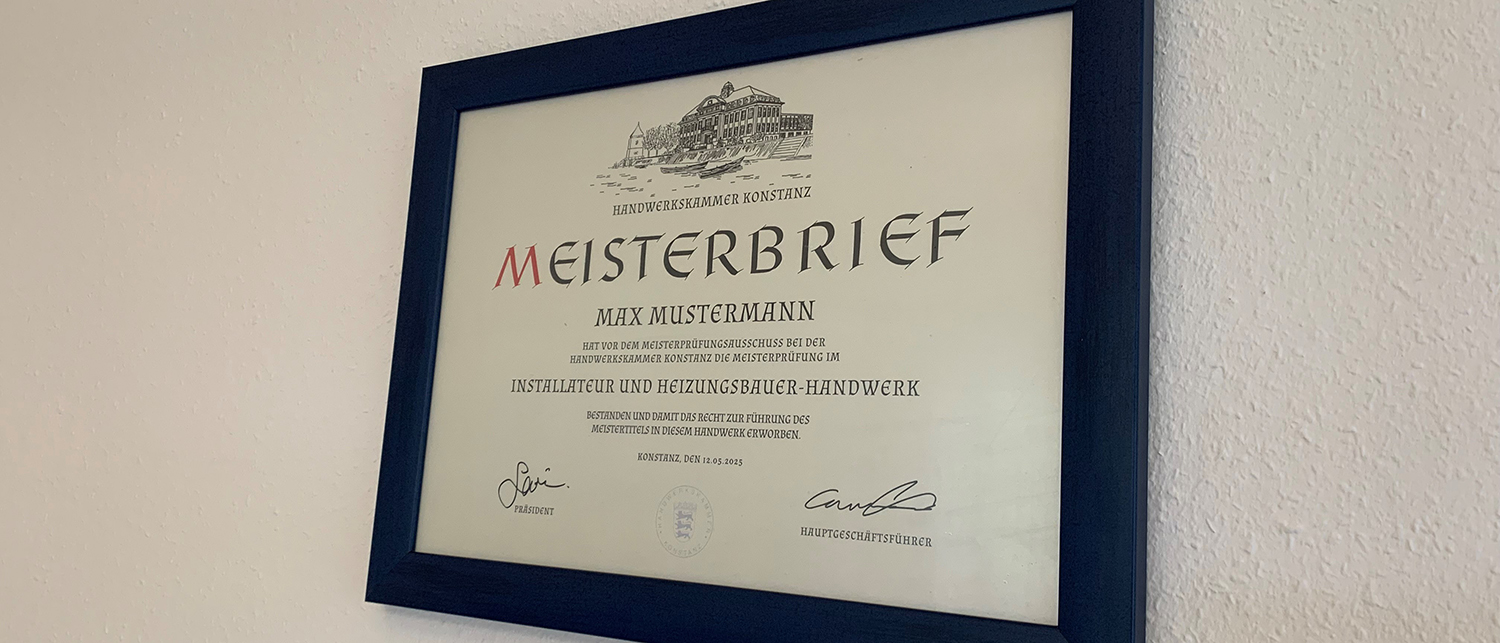 HANDWERKSKAMMER KONSTANZ
MEISTERBRIEF
MAX MUSTERMANN
HAT VOR DEM MEISTERPRÜFUNGSAUSSCHUSS BEI DER
HANDWERKSKAMMER KONSTANZ DIE MEISTERPRÜFUNG IM
INSTALLATEUR UND HEIZUNGSBAUER-HANDWERK
BESTANDEN UND DAMIT DAS RECHT ZUR FÜHRUNG DES
MEISTERTITELS IN DIESEM HANDWERK ERWORBEN.
KONSTANZ, DEN 12.05.2025
PRÄSIDENT
KONSTANZ
HAUPTGESCHÄFTSFÜHRER